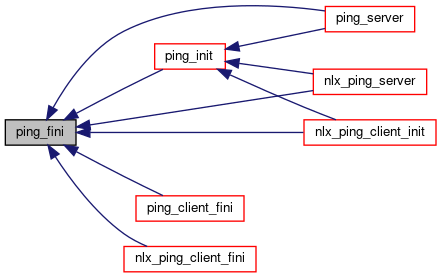 ping_server
ping_init
nlx_ping_server
ping_fini
nlx_ping_client_init
ping_client_fini
nlx_ping_client_fini